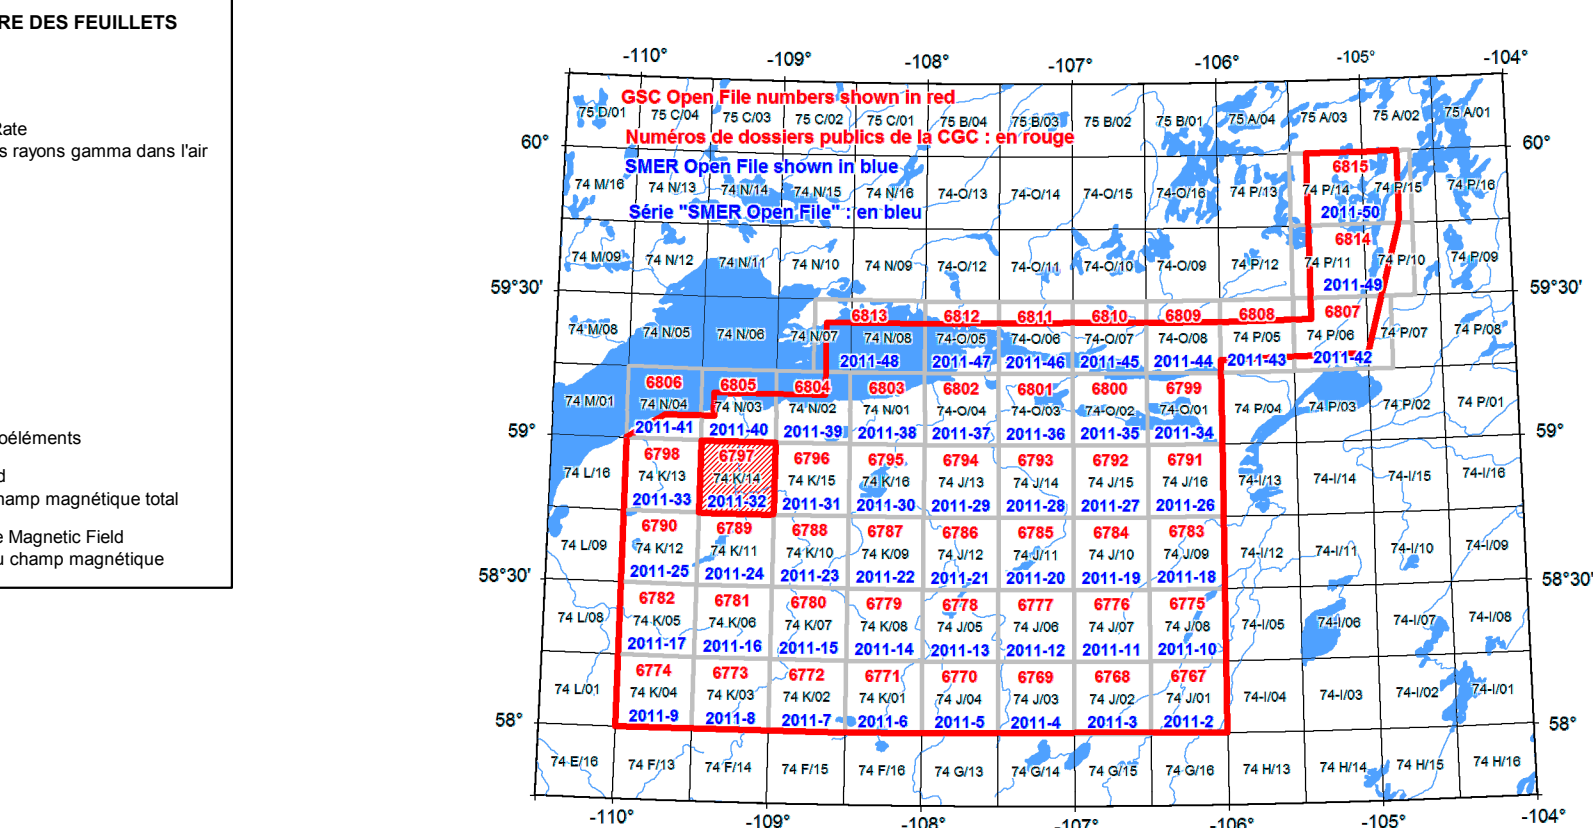 RE DES FEUILLETS
Rate
s rayons gamma dans l'air
oéléments
d
hamp magnétique total
e Magnetic Field
u champ magnétique
-110° -109° -108° -107° -106° -105° -104°
GSC Open File numbers shown in red
75 D/01 75 C/04 75 C/03 75 C/02 75 C/01 75 B/04 75 B/03 75 B/02 75 B/01 75 A/04 75 A/03 75 A/02 75 A/01
Numéros de dossiers publics de la CGC : en rouge
60° 60°
SMER Open File shown in blue
6815
74 M/16 74 N/13 74 N/14 74 N/15 74 N/16 74-O/13 74-O/14 74-O/15 74-O/16 74 P/13 74 P/14 74 P/15 74 P/16
Série "SMER Open File" : en bleu
2011-50
6814
74 M/09 74 N/12 74 N/11 74 N/10 74 N/09 74-O/12 74-O/11 74-O/10 74-O/09 74 P/12 74 P/11 74 P/10 74 P/09
2011-49
59°30' 59°30'
6813 6812 6811 6810 6809 6808 6807
74 M/08 74 N/05 74 N/06 74 N/07 74 N/08 74-O/05 74-O/06 74-O/07 74-O/08 74 P/05 74 P/06 74 P/07 74 P/08
2011-48 2011-47 2011-46 2011-45 2011-44 2011-43 2011-42
6806 6805 6804 6803 6802 6801 6800 6799
74 M/01 74 N/04 74 N/03 74 N/02 74 N/01 74-O/04 74-O/03 74-O/02 74-O/01 74 P/04 74 P/03 74 P/02 74 P/01
2011-41 2011-40 2011-39 2011-38 2011-37 2011-36 2011-35 2011-34
59° 59°
6798 6797 6796 6795 6794 6793 6792 6791
74 L/16 74 K/13 74 K/14 74 K/15 74 K/16 74 J/13 74 J/14 74 J/15 74 J/16 74-I/13 74-I/14 74-I/15 74-I/16
2011-33 2011-32 2011-31 2011-30 2011-29 2011-28 2011-27 2011-26
6790 6789 6788 6787 6786 6785 6784 6783
74 L/09 74 K/12 74 K/11 74 K/10 74 K/09 74 J/12 74 J/11 74 J/10 74 J/09 74-I/12 74-I/11 74-I/10 74-I/09
2011-25 2011-24 2011-23 2011-22 2011-21 2011-20 2011-19 2011-18
58°30' 58°30'
6782 6781 6780 6779 6778 6777 6776 6775
74 L/08 74 K/05 74 K/06 74 K/07 74 K/08 74 J/05 74 J/06 74 J/07 74 J/08 74-I/05 74-I/06 74-I/07 74-I/08
2011-17 2011-16 2011-15 2011-14 2011-13 2011-12 2011-11 2011-10
6774 6773 6772 6771 6770 6769 6768 6767
74 L/01 74 K/04 74 K/03 74 K/02 74 K/01 74 J/04 74 J/03 74 J/02 74 J/01 74-I/04 74-I/03 74-I/02 74-I/01
2011-9 2011-8 2011-7 2011-6 2011-5 2011-4 2011-3 2011-2
58° 58°
74 E/16 74 F/13 74 F/14 74 F/15 74 F/16 74 G/13 74 G/14 74 G/15 74 G/16 74 H/13 74 H/14 74 H/15 74 H/16
-110° -109° -108° -107° -106° -105° -104°